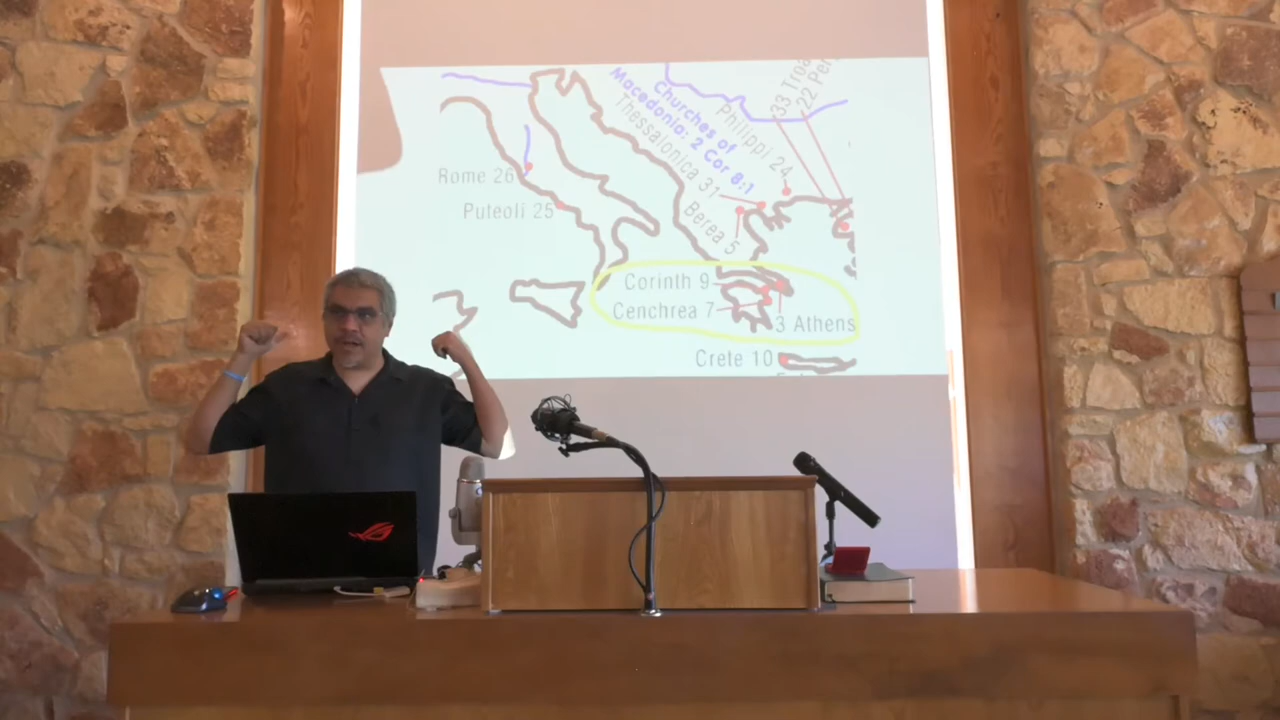 33 Troa
22 Per
Churches of
Macedonia: 2 Cor 8:1
Philippi 24
Thessalonica 31
Berea 5
Rome 26
Puteoli 25
Corinth 9
Cenchrea 7
3 Athens
Crete 10